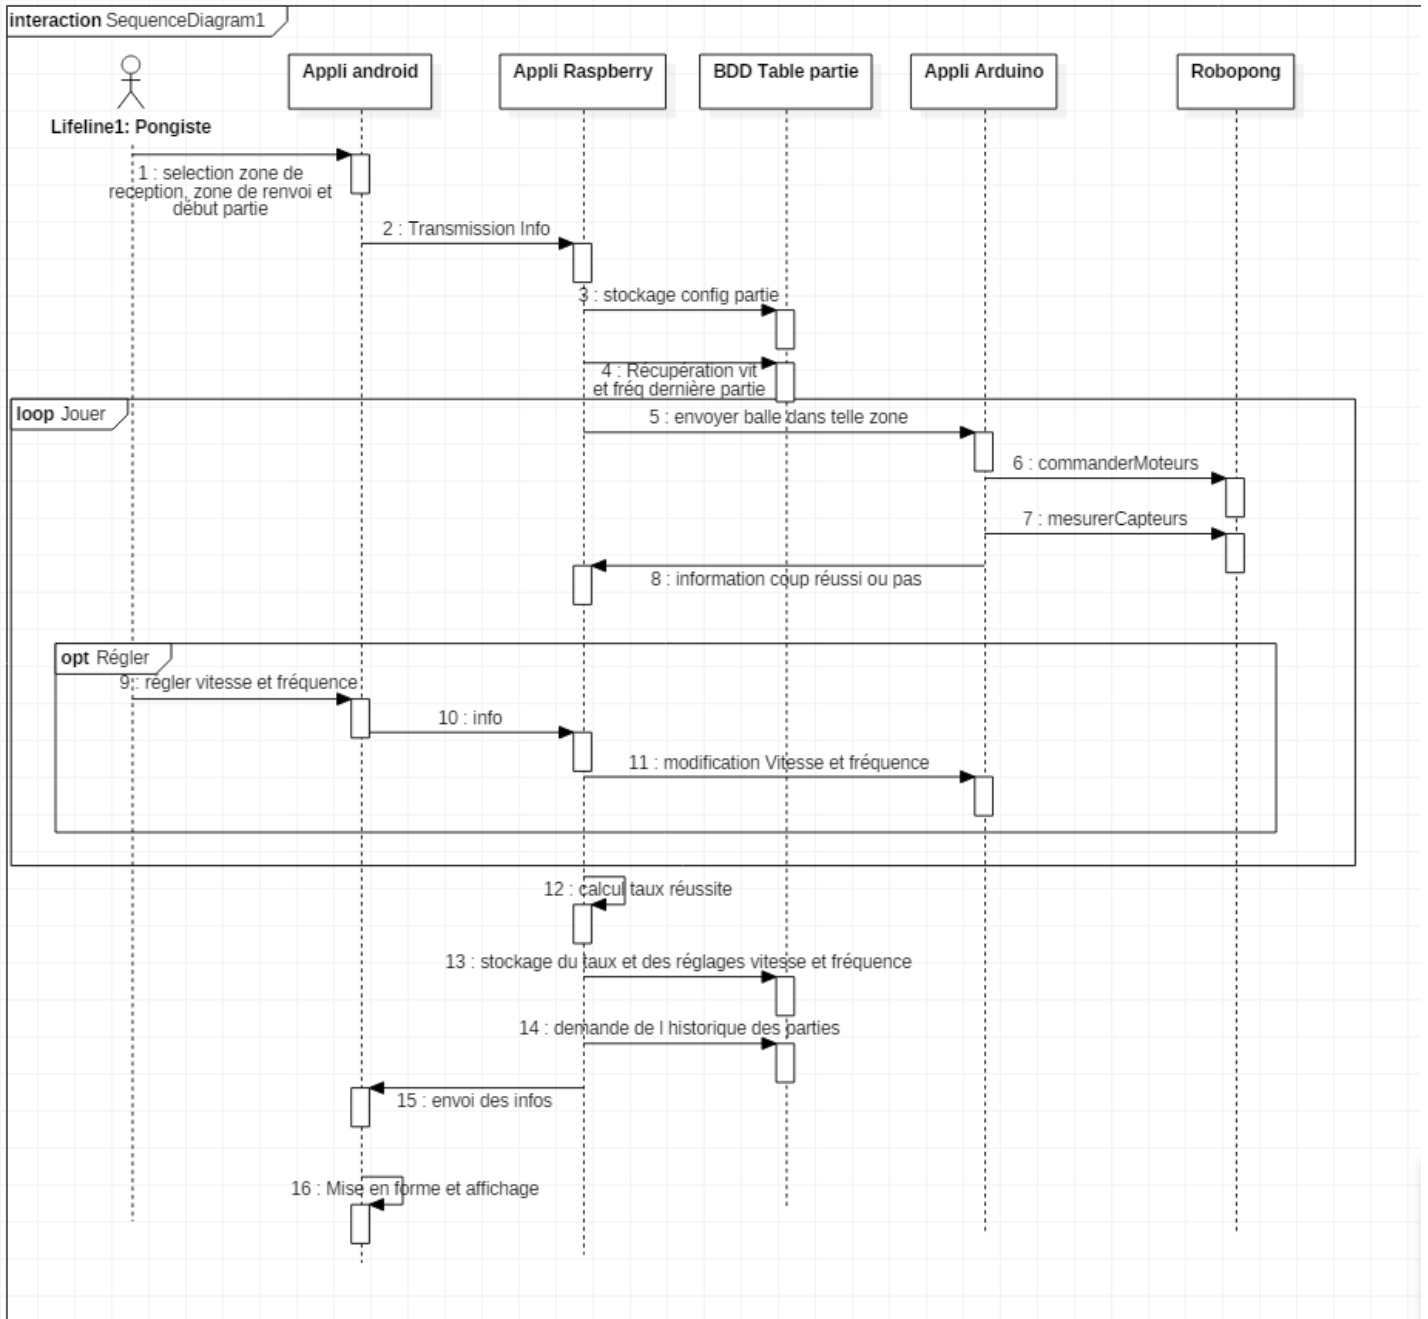 interaction SequenceDiagram1
Appli android
Appli Raspberry
BDD Table partie
Appli Arduino
Robopong
Lifeline1: Pongiste
1 : selection zone de
reception, zone de renvoi et
début partie
2 : Transmission Info
3 : stockage config partie
4 : Récupération vit
et fréq dernière partie
loop Jouer
5 : envoyer balle dans telle zone
6 : commanderMoteurs
7 : mesurerCapteurs
8 : information coup réussi ou pas
opt Régler
9 : régler vitesse et fréquence
10 : info
11 : modification Vitesse et fréquence
12 : calcul taux réussite
13 : stockage du taux et des réglages vitesse et fréquence
14 : demande de l historique des parties
15 : envoi des infos
16 : Mise en forme et affichage